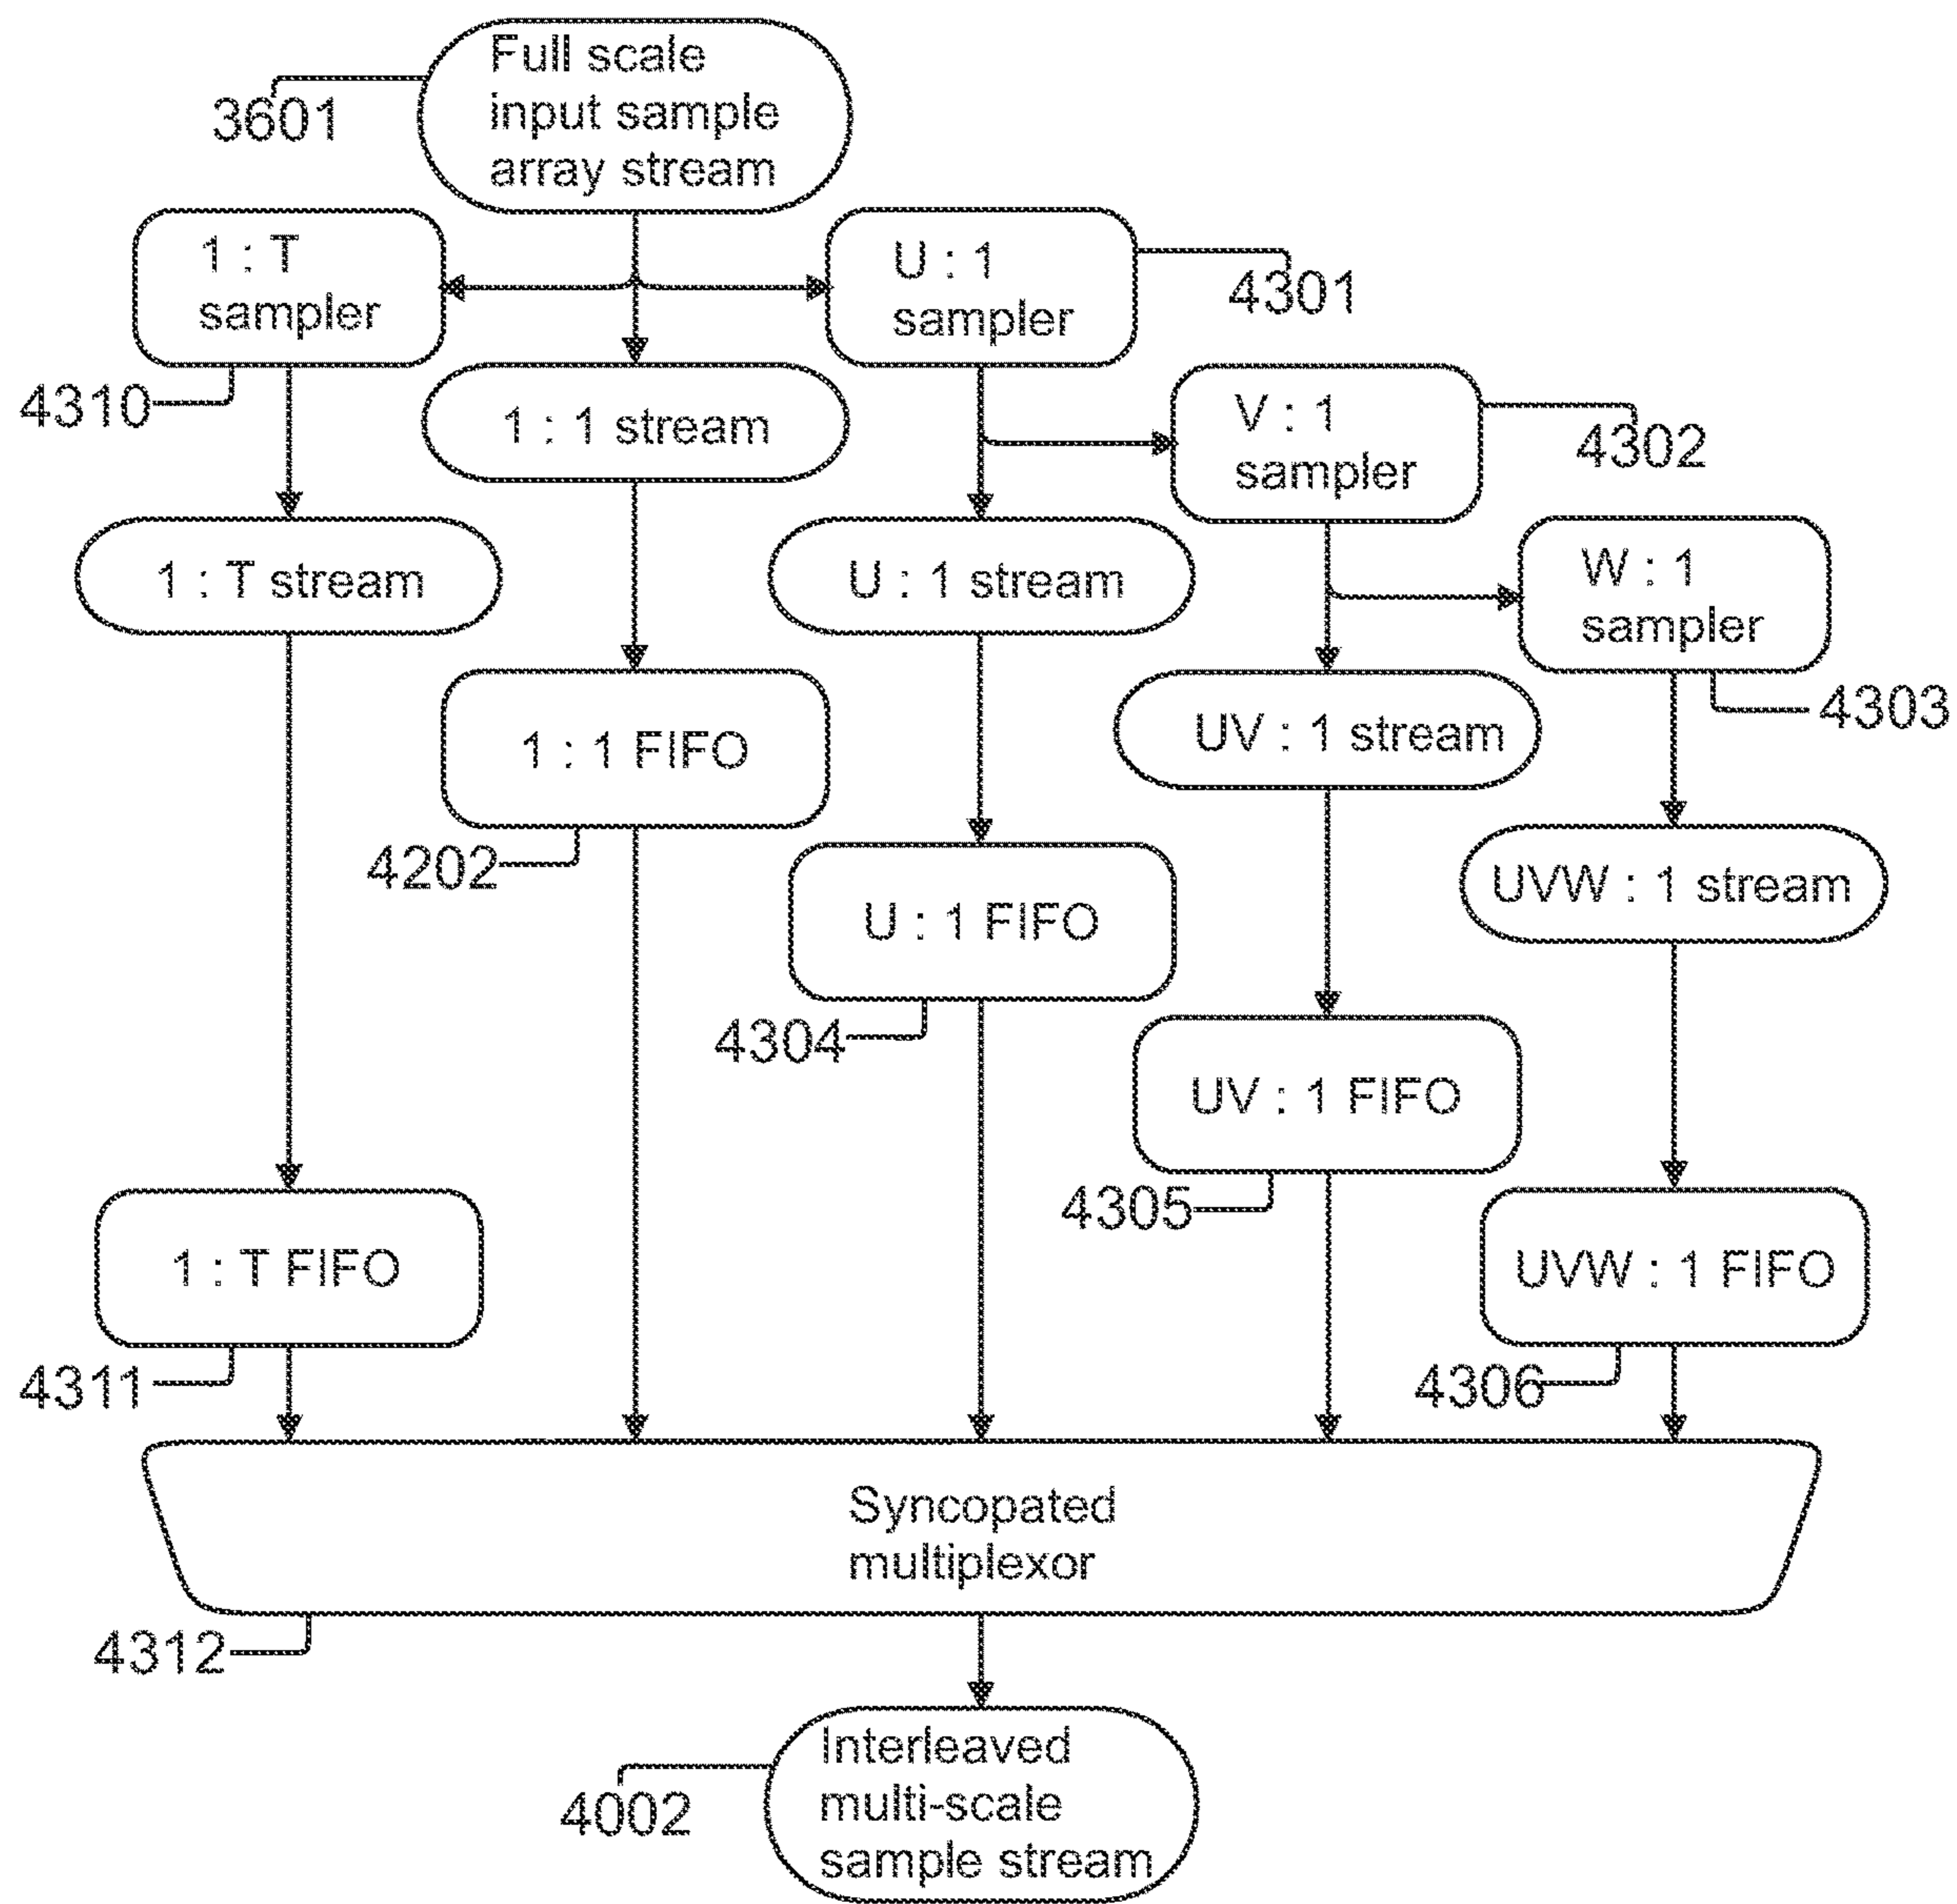 Full scale
input sample
array stream
3601
1 : T
sampler
U : 1
sampler
4301
4310
1 : 1 stream
V : 1
sampler
4302
1 : T stream
U : 1 stream
W : 1
sampler
4303
1 : 1 FIFO
UV : 1 stream
4202
U : 1 FIFO
UVW : 1 stream
4304
UV : 1 FIFO
4305
1 : T FIFO
UVW : 1 FIFO
4311
4306
Syncopated
multiplexor
4312
Interleaved
multi-scale
sample stream
4002